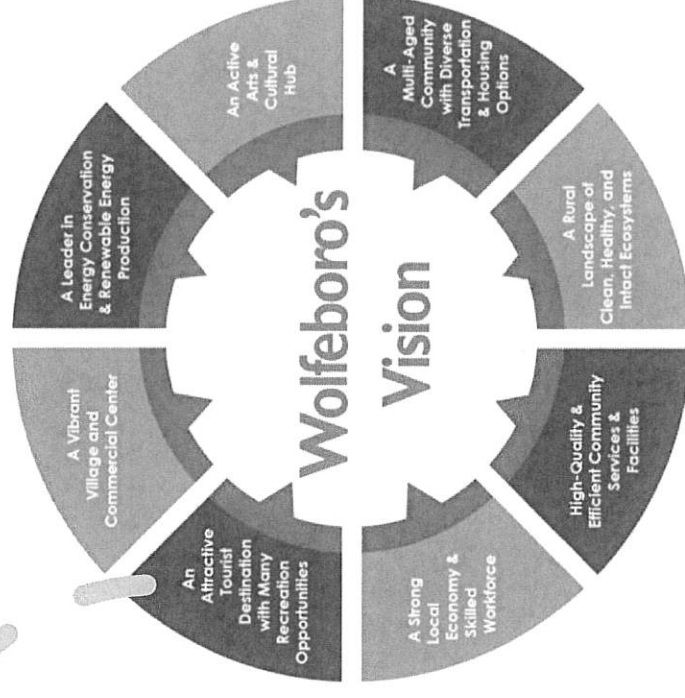 Wolfeboro's
Vision
A Vibrant
Village and
Commercial Center
A Leader in
Energy Conservation
& Renewable Energy
Production
An Active
Arts &
Cultural
Hub
A
Multi-Aged
Community
with Diverse
Transportation
& Housing
Options
A Rural
Landscape of
Clean, Healthy, and
Intact Ecosystems
High-Quality &
Efficient Community
Services &
Facilities
A Strong
Local
Economy &
Skilled
Workforce
An
Attractive
Tourist
Destination
with Many
Recreation
Opportunities